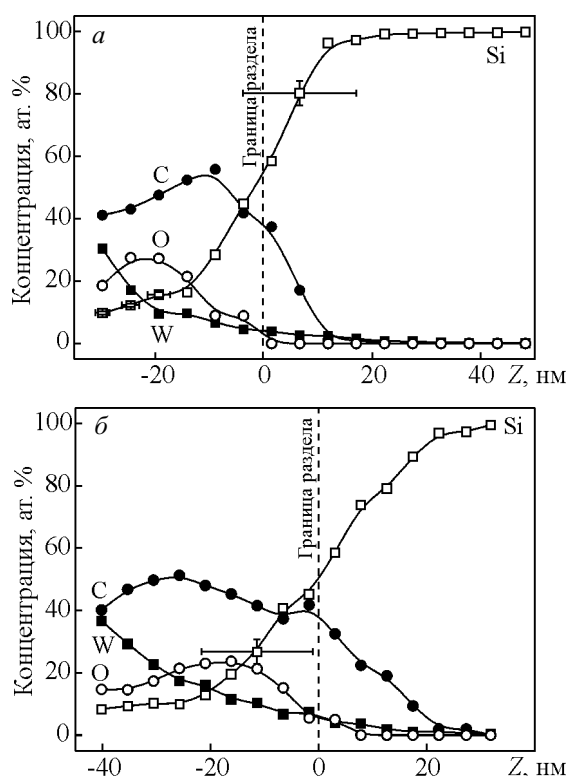 а
Концентрация, ат. %
100
80
60
40
20
0
Граница раздела
Si
C
O
W
-20
0
20
40
Z, нм
б
Концентрация, ат. %
100
80
60
40
20
0
Граница раздела
Si
C
W
O
-40
-20
0
20
Z, нм